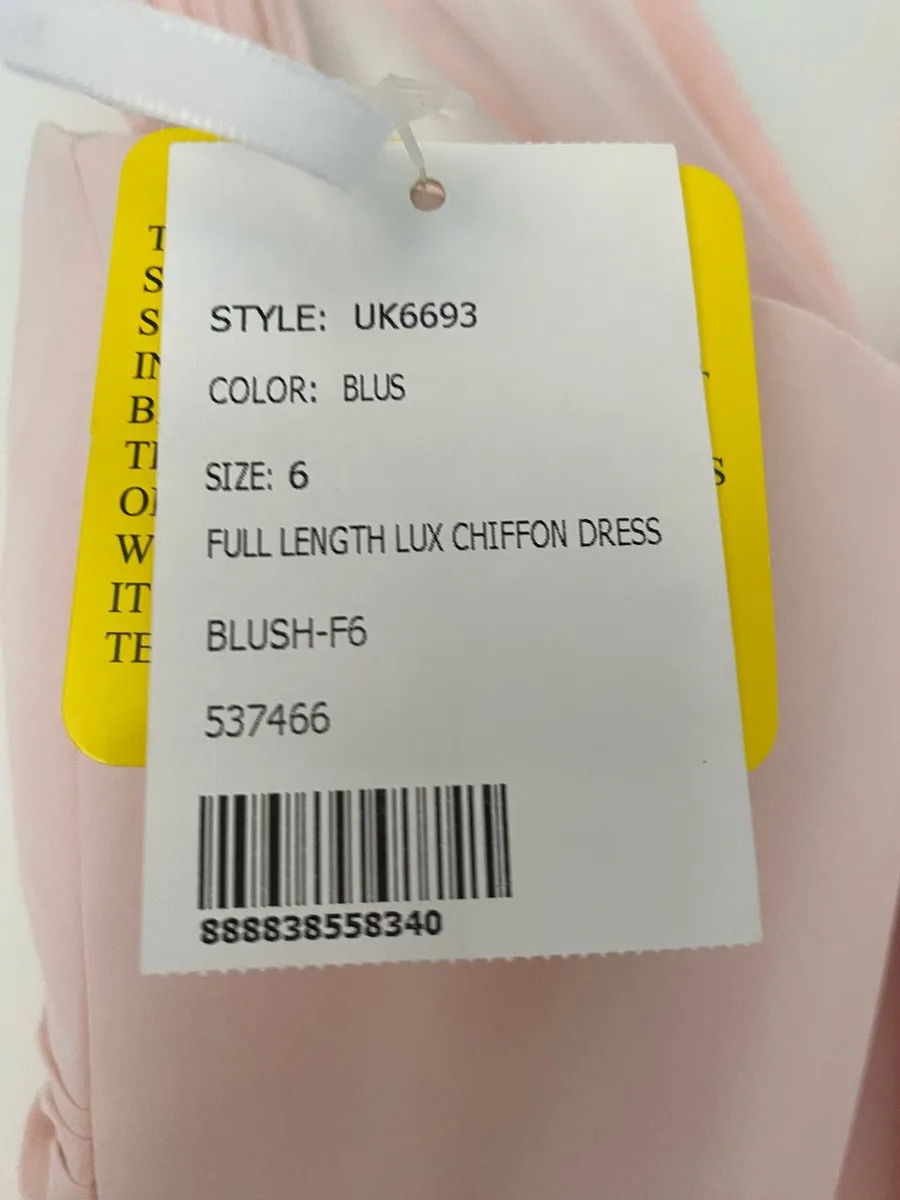 STYLE: UK6693
COLOR: BLUS
SIZE: 6
FULL LENGTH LUX CHIFFON DRESS
BLUSH-F6
537466
888838558340